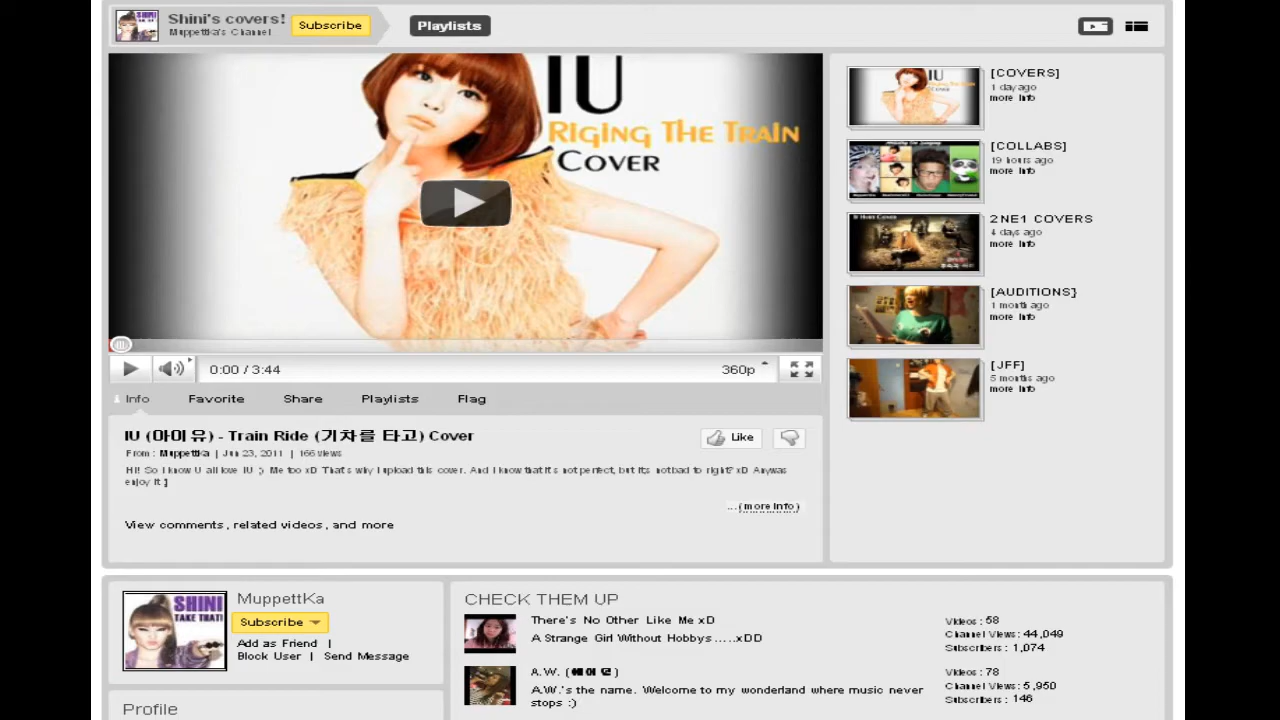 Shini's covers!
Muppettka's Channel
Subscribe
Playlists
IU
Riging The Train
Cover
0:00 / 3:44
360p
Info
Favorite
Share
Playlists
Flag
IU (아이유) - Train Ride (기차를 타고) Cover
Like
From: MuppettKa | Jun 23, 2011 | 166 views
Hi! So I know U all love IU :) Me too xD That's why I upload this cover. And I know that it's not perfect, but its not bad to right? xD Anywas
enjoy it :]
... (more info)
View comments, related videos, and more
[COVERS]
1 day ago
more info
[COLLABS]
19 hours ago
more info
2NE1 COVERS
4 days ago
more info
[AUDITIONS}
1 month ago
more info
[JFF]
5 months ago
more info
SHINI
TAKE THAT!
MuppettKa
Subscribe
Add as Friend |
Block User | Send Message
Profile
CHECK THEM UP
There's No Other Like Me xD
A Strange Girl Without Hobbys.....xDD
Videos: 58
Channel Views: 44,049
Subscribers: 1,074
A.W.
A.W.'s the name. Welcome to my wonderland where music never
stops :)
Videos: 78
Channel Views: 5,950
Subscribers: 146